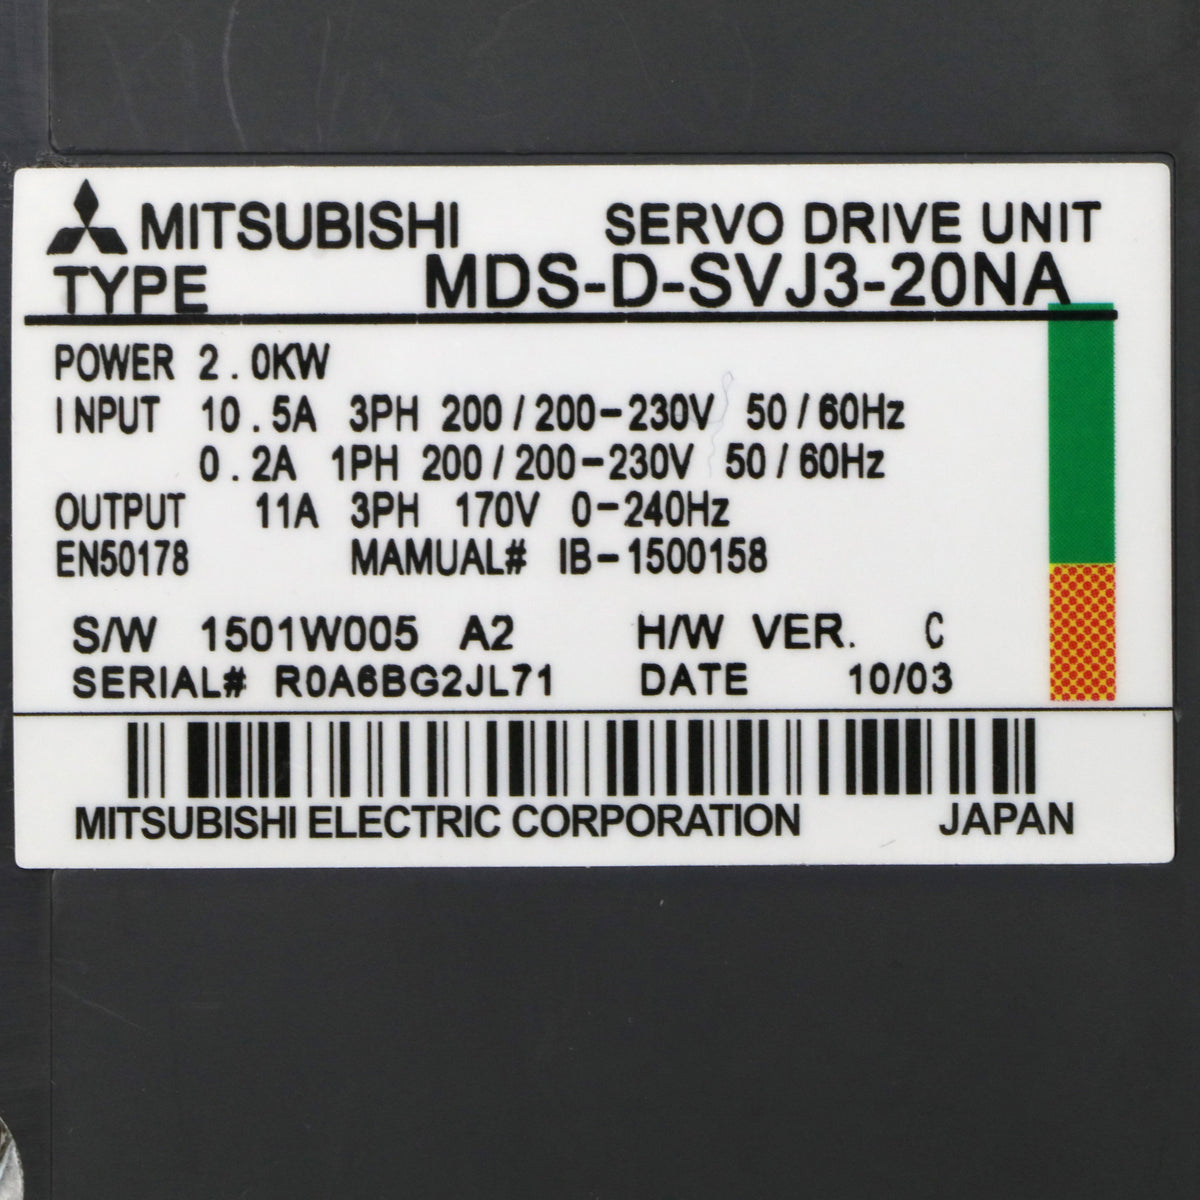 MITSUBISHI SERVO DRIVE UNIT
TYPE MDS-D-SVJ3-20NA
POWER 2.0KW
INPUT 10.5A 3PH 200/200-230V 50/60Hz
0.2A 1PH 200/200-230V 50/60Hz
OUTPUT 11A 3PH 170V 0-240Hz
EN50178 MAMUAL# IB-1500158
S/W 1501W005 A2 H/W VER. C
SERIAL# R0A6BG2JL71 DATE 10/03
MITSUBISHI ELECTRIC CORPORATION JAPAN